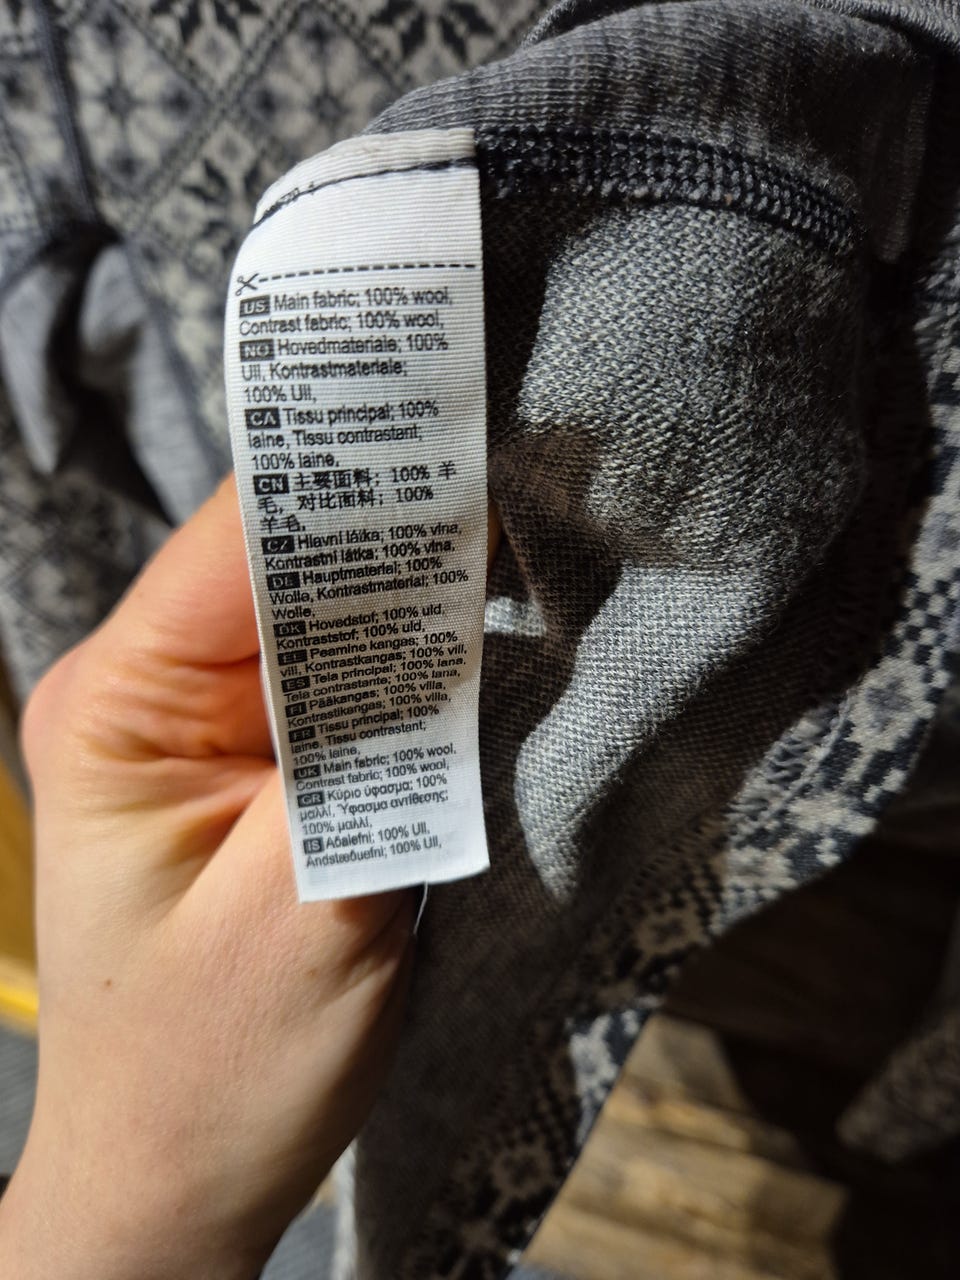 US Main fabric; 100% wool,
Contrast fabric; 100% wool,
NO Hovedmateriale; 100%
Ull, Kontrastmateriale;
100% Ull,
CA Tissu principal; 100%
laine, Tissu contrastant;
100% laine,
CN 主要面料; 100% 羊
毛, 对比面料; 100%
羊毛,
CZ Hlavní látka; 100% vlna,
Kontrastní látka; 100% vlna,
DE Hauptmaterial; 100%
Wolle, Kontrastmaterial; 100%
Wolle,
DK Hovedstof; 100% uld,
Kontraststof; 100% uld,
EE Peamine kangas; 100%
vill, Kontrastkangas; 100% vill,
ES Tela principal; 100% lana,
Tela contrastante; 100% lana,
FI Pääkangas; 100% villa,
Kontrastikangas; 100% villa,
FR Tissu principal; 100%
laine, Tissu contrastant;
100% laine,
UK Main fabric; 100% wool,
Contrast fabric; 100% wool,
GR Κύριο ύφασμα; 100%
μαλλί, Ύφασμα αντίθεσης;
100% μαλλί,
IS Aðalefni; 100% Ull,
Andstæðuefni; 100% Ull,